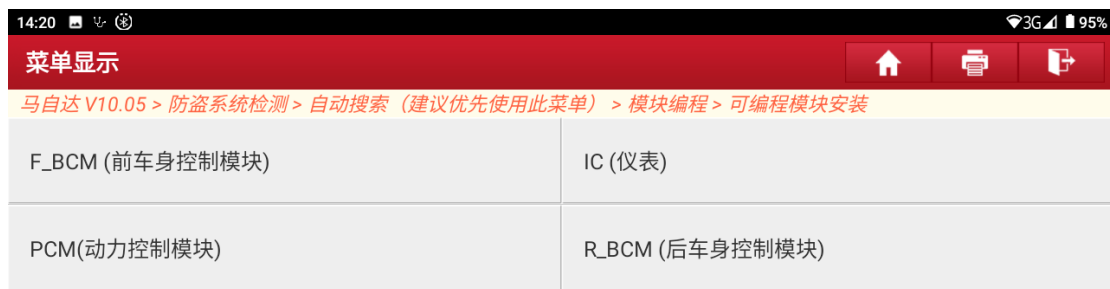 14:20 3G 95%
菜单显示
马自达 V10.05 > 防盗系统检测 > 自动搜索（建议优先使用此菜单） > 模块编程 > 可编程模块安装
F_BCM (前车身控制模块) IC (仪表)
PCM(动力控制模块) R_BCM (后车身控制模块)